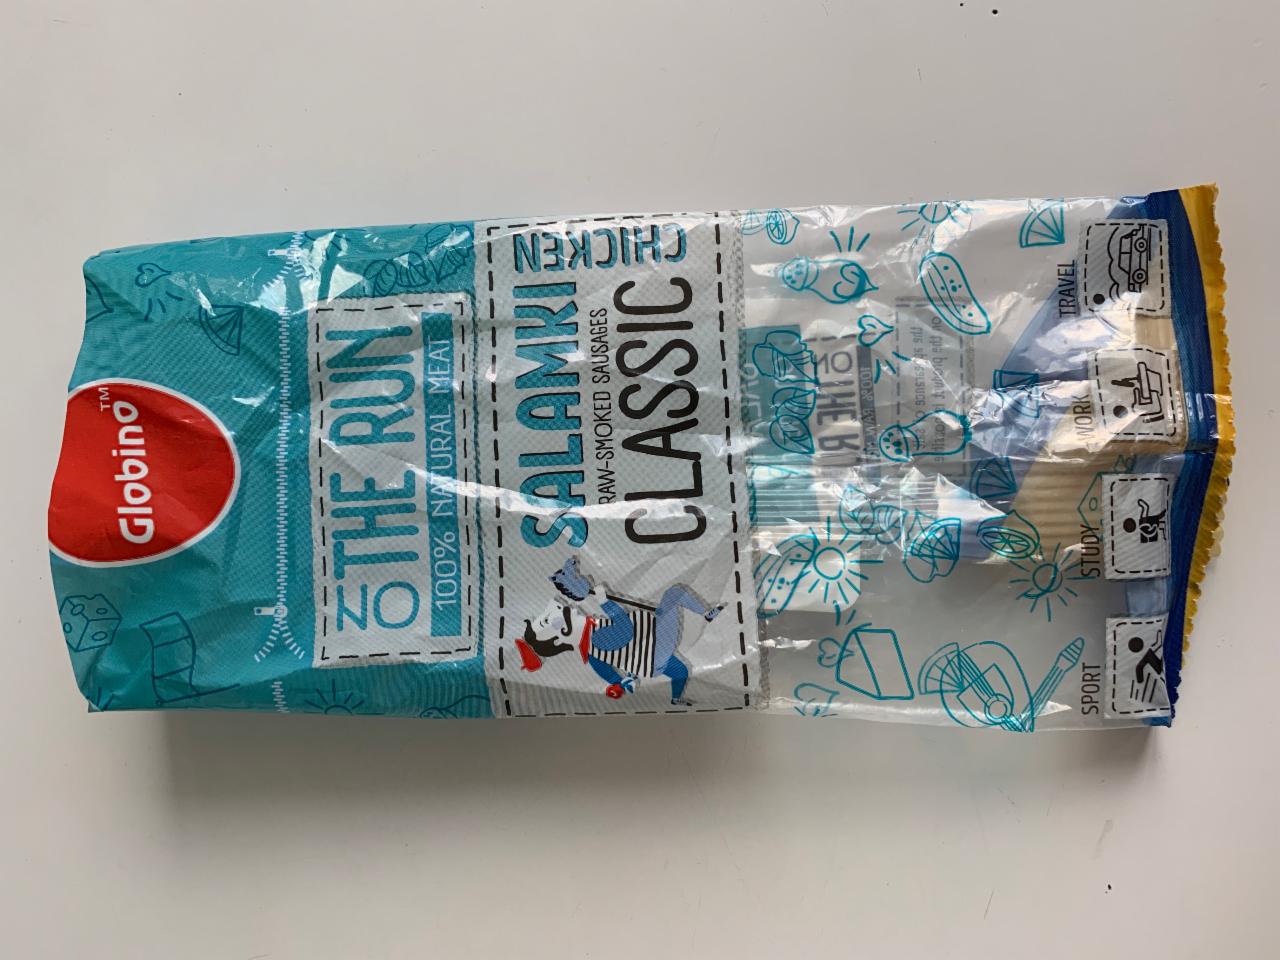 Globino™
ON
THE RUN
100% NATURAL MEAT
SALAMKI
CHICKEN
RAW-SMOKED SAUSAGES
CLASSIC
SPORT
STUDY
WORK
TRAVEL